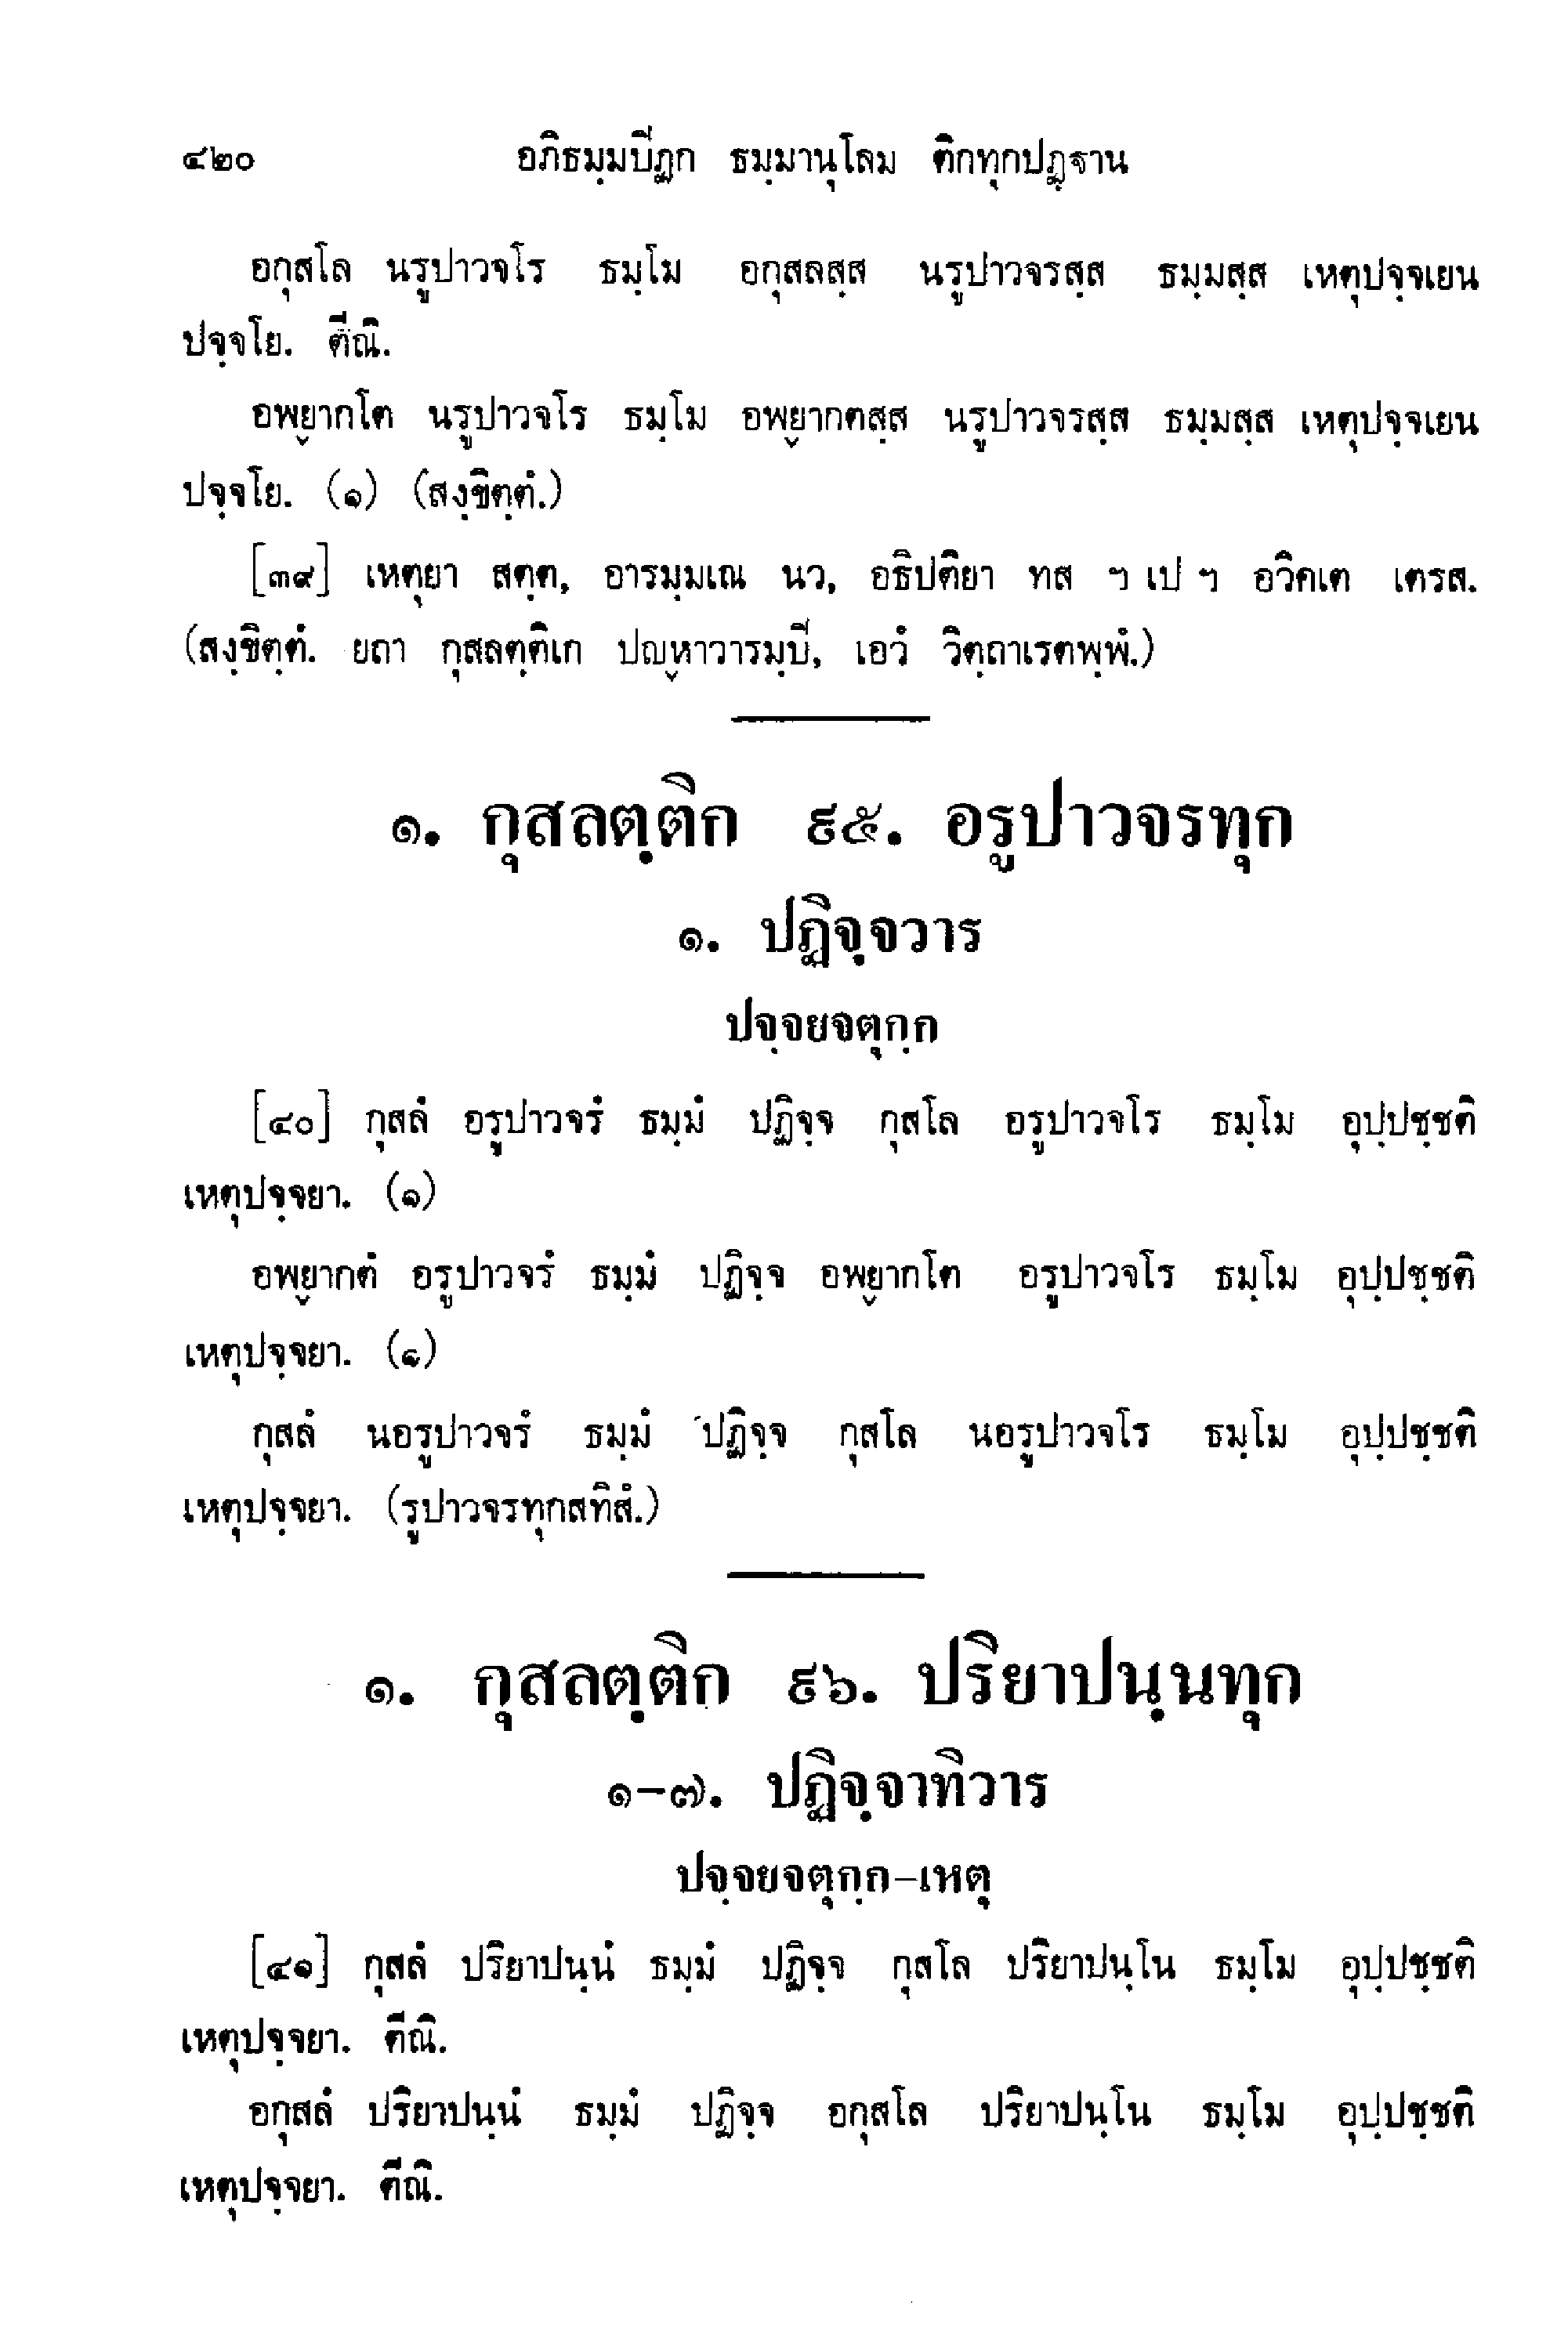 ๔๒๐ อภิธมฺมปีฏก ธมฺมานุโลม ติกทุกปฏฺฐาน
อกุสโล นรูปาวจโร ธมฺโม อกุสลสฺส นรูปาวจรสฺส ธมฺมสฺส เหตุปจฺจเยน
ปจฺจโย. ตีณิ.
อพฺยากโต นรูปาวจโร ธมฺโม อพฺยากตสฺส นรูปาวจรสฺส ธมฺมสฺส เหตุปจฺจเยน
ปจฺจโย. (๑) (สงฺขิตฺตํ.)
[๓๙] เหตุยา สตฺต, อารมฺมเณ นว, อธิปติยา ทส ฯ เป ฯ อวิคเต เตรส.
(สงฺขิตฺตํ. ยถา กุสลตฺติเก ปญฺหาวารมฺปี, เอวํ วิตฺถาเรตพฺพํ.)
๑. กุสลตฺติก ๙๕. อรูปาวจรทุก
๑. ปฏิจฺจวาร
ปจฺจยจตุกฺก
[๔๐] กุสลํ อรูปาวจรํ ธมฺมํ ปฏิจฺจ กุสโล อรูปาวจโร ธมฺโม อุปฺปชฺชติ
เหตุปจฺจยา. (๑)
อพฺยากตํ อรูปาวจรํ ธมฺมํ ปฏิจฺจ อพฺยากโต อรูปาวจโร ธมฺโม อุปฺปชฺชติ
เหตุปจฺจยา. (๑)
กุสลํ นอรูปาวจรํ ธมฺมํ ปฏิจฺจ กุสโล นอรูปาวจโร ธมฺโม อุปฺปชฺชติ
เหตุปจฺจยา. (รูปาวจรทุกสทิสํ.)
๑. กุสลตฺติก ๙๖. ปริยาปนฺนทุก
๑-๗. ปฏิจฺจาทิวาร
ปจฺจยจตุกฺก-เหตุ
[๔๑] กุสลํ ปริยาปนฺนํ ธมฺมํ ปฏิจฺจ กุสโล ปริยาปนฺโน ธมฺโม อุปฺปชฺชติ
เหตุปจฺจยา. ตีณิ.
อกุสลํ ปริยาปนฺนํ ธมฺมํ ปฏิจฺจ อกุสโล ปริยาปนฺโน ธมฺโม อุปฺปชฺชติ
เหตุปจฺจยา. ตีณิ.